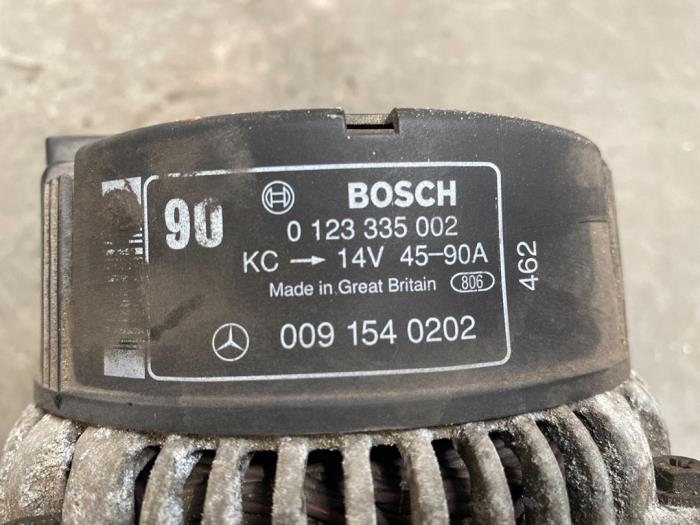 90
BOSCH
0 123 335 002
KC → 14V 45-90A
Made in Great Britain 806
009 154 0202
462